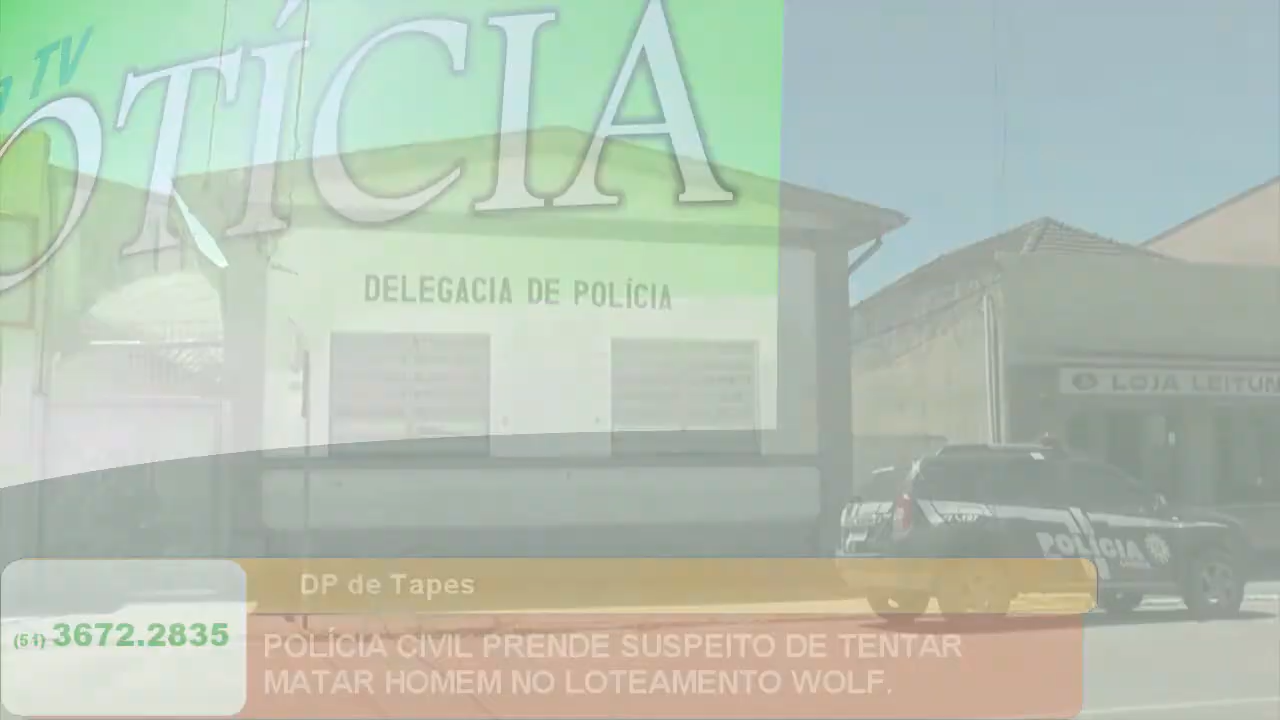 TV
OTÍCIA
DELEGACIA DE POLÍCIA
LOJA LEITUM
POLÍCIA
DP de Tapes
(51) 3672.2835
POLÍCIA CIVIL PRENDE SUSPEITO DE TENTAR
MATAR HOMEM NO LOTEAMENTO WOLF.